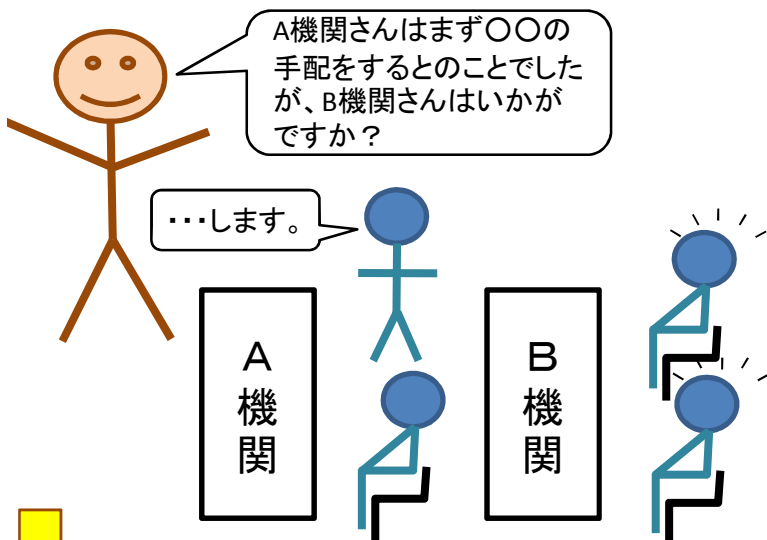 A機関さんはまず〇〇の
手配をするとのことでした
が、B機関さんはいかが
ですか？
・・・します。
Ａ機関
Ｂ機関